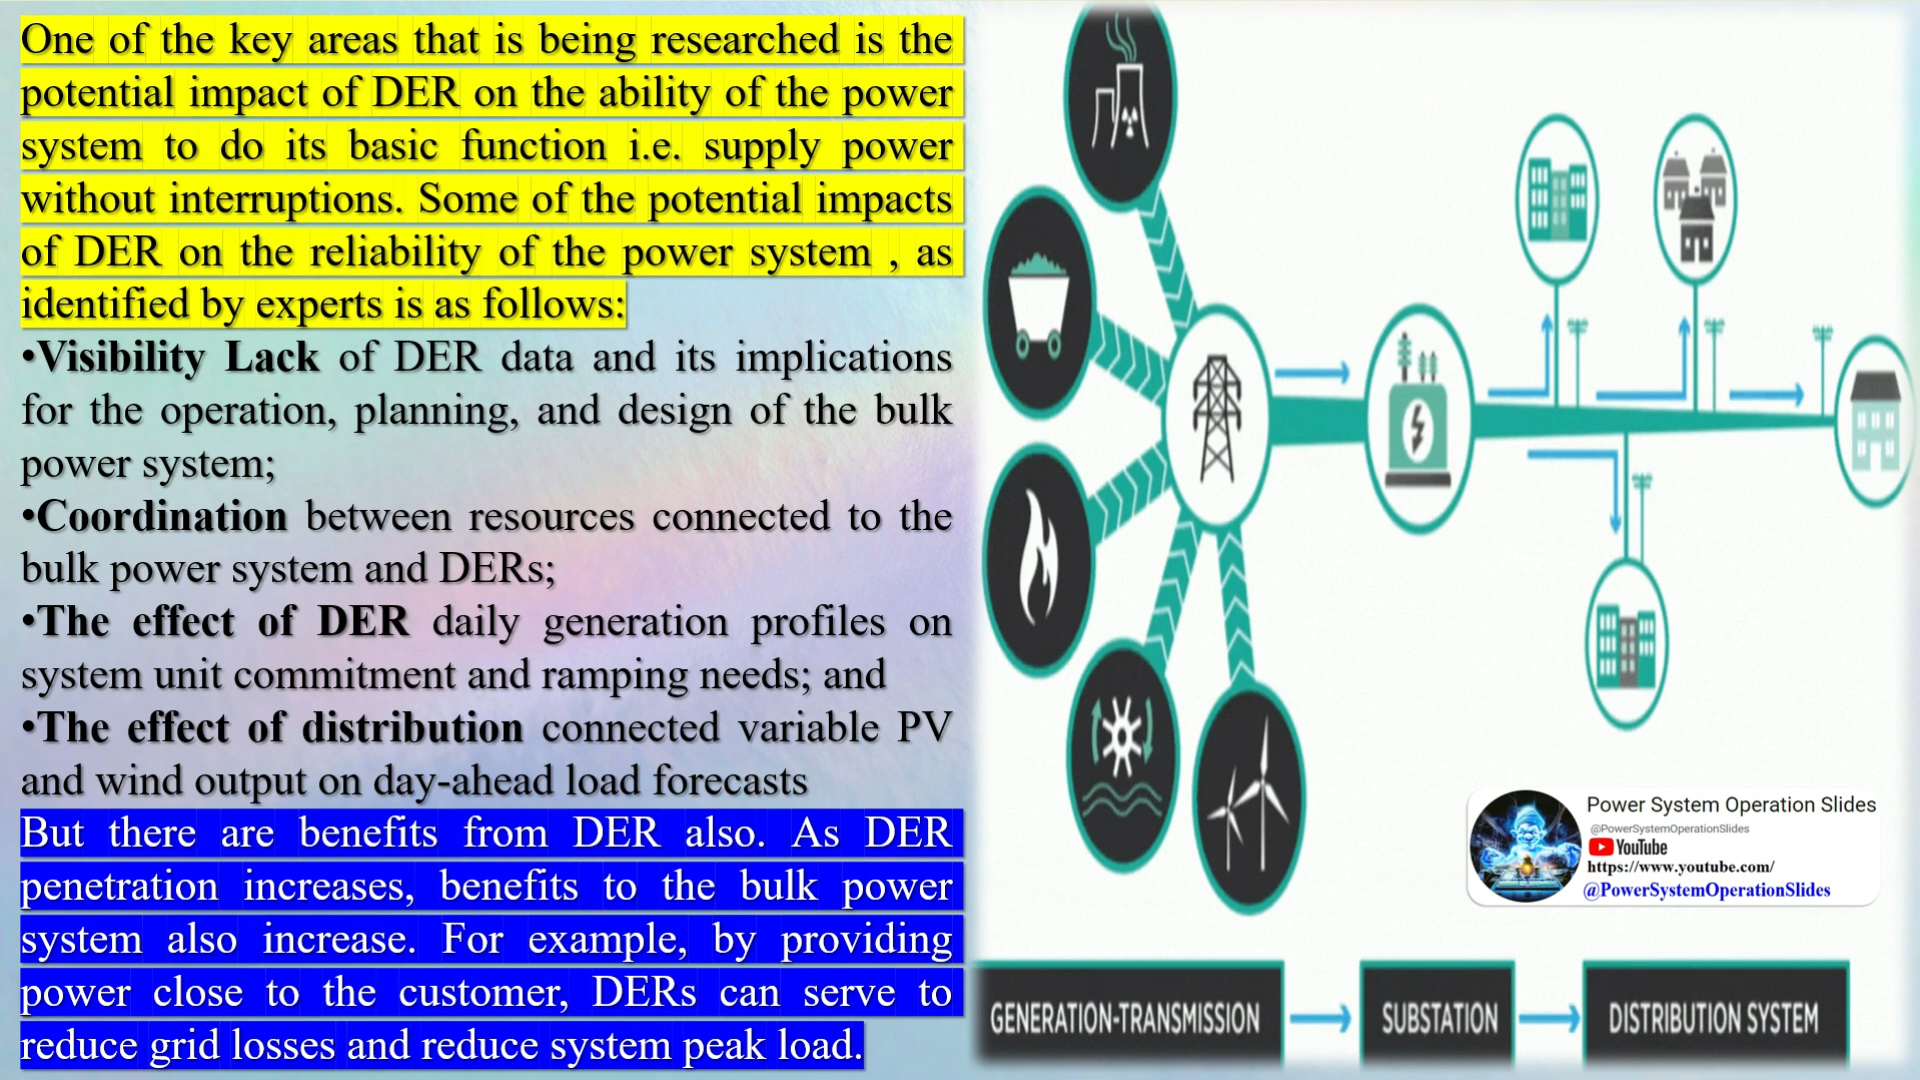 One of the key areas that is being researched is the
potential impact of DER on the ability of the power
system to do its basic function i.e. supply power
without interruptions. Some of the potential impacts
of DER on the reliability of the power system , as
identified by experts is as follows:
•Visibility Lack of DER data and its implications
for the operation, planning, and design of the bulk
power system;
•Coordination between resources connected to the
bulk power system and DERs;
•The effect of DER daily generation profiles on
system unit commitment and ramping needs; and
•The effect of distribution connected variable PV
and wind output on day-ahead load forecasts
But there are benefits from DER also. As DER
penetration increases, benefits to the bulk power
system also increase. For example, by providing
power close to the customer, DERs can serve to
reduce grid losses and reduce system peak load.
Power System Operation Slides
@PowerSystemOperationSlides
YouTube
https://www.youtube.com/
@PowerSystemOperationSlides
GENERATION-TRANSMISSION
SUBSTATION
DISTRIBUTION SYSTEM